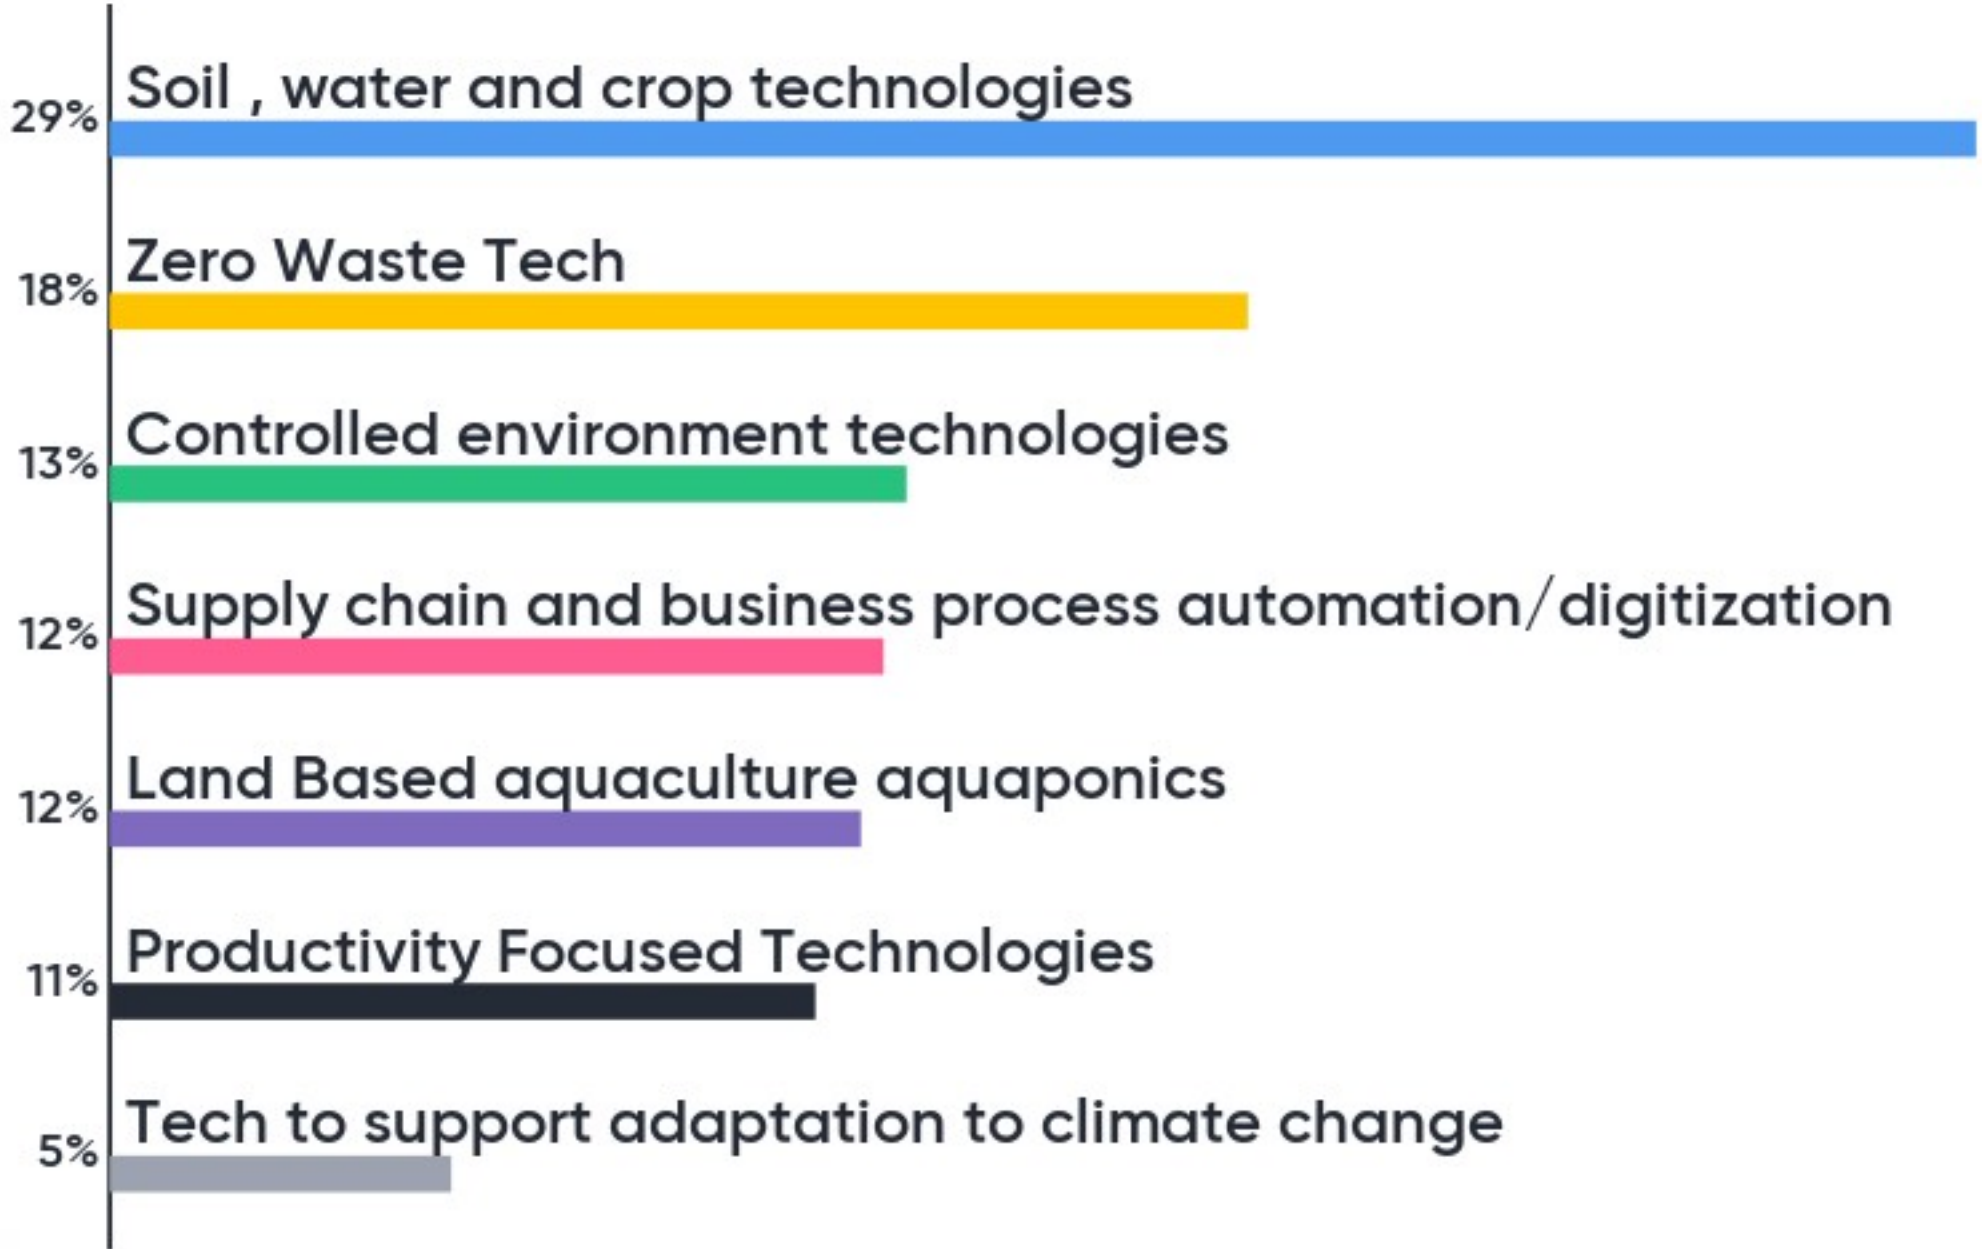 Soil , water and crop technologies
29%
Zero Waste Tech
18%
Controlled environment technologies
13%
Supply chain and business process automation/digitization
12%
Land Based aquaculture aquaponics
12%
Productivity Focused Technologies
11%
Tech to support adaptation to climate change
5%